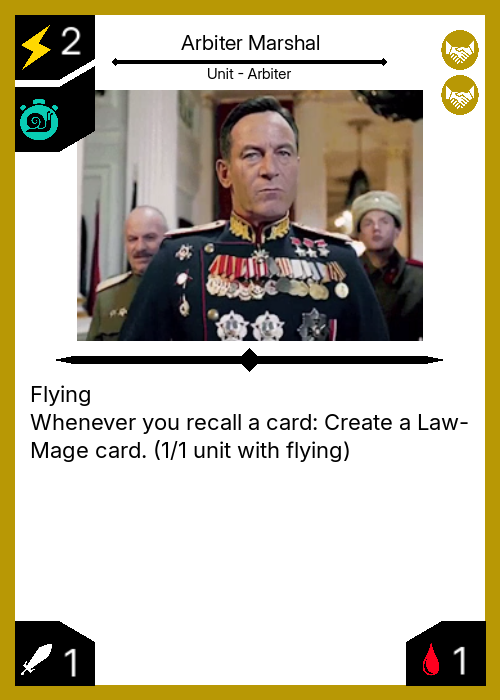 2
Arbiter Marshal
Unit - Arbiter
Flying
Whenever you recall a card: Create a Law-
Mage card. (1/1 unit with flying)
1
1